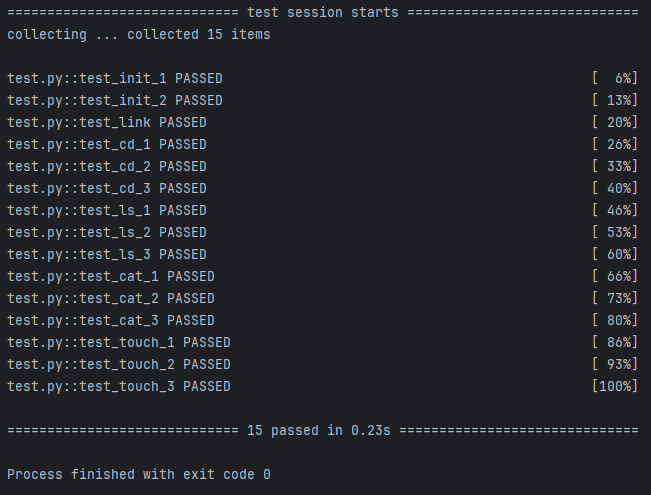 ============================= test session starts =============================
collecting ... collected 15 items
test.py::test_init_1 PASSED [  6%]
test.py::test_init_2 PASSED [ 13%]
test.py::test_link PASSED [ 20%]
test.py::test_cd_1 PASSED [ 26%]
test.py::test_cd_2 PASSED [ 33%]
test.py::test_cd_3 PASSED [ 40%]
test.py::test_ls_1 PASSED [ 46%]
test.py::test_ls_2 PASSED [ 53%]
test.py::test_ls_3 PASSED [ 60%]
test.py::test_cat_1 PASSED [ 66%]
test.py::test_cat_2 PASSED [ 73%]
test.py::test_cat_3 PASSED [ 80%]
test.py::test_touch_1 PASSED [ 86%]
test.py::test_touch_2 PASSED [ 93%]
test.py::test_touch_3 PASSED [100%]
============================= 15 passed in 0.23s ==============================
Process finished with exit code 0